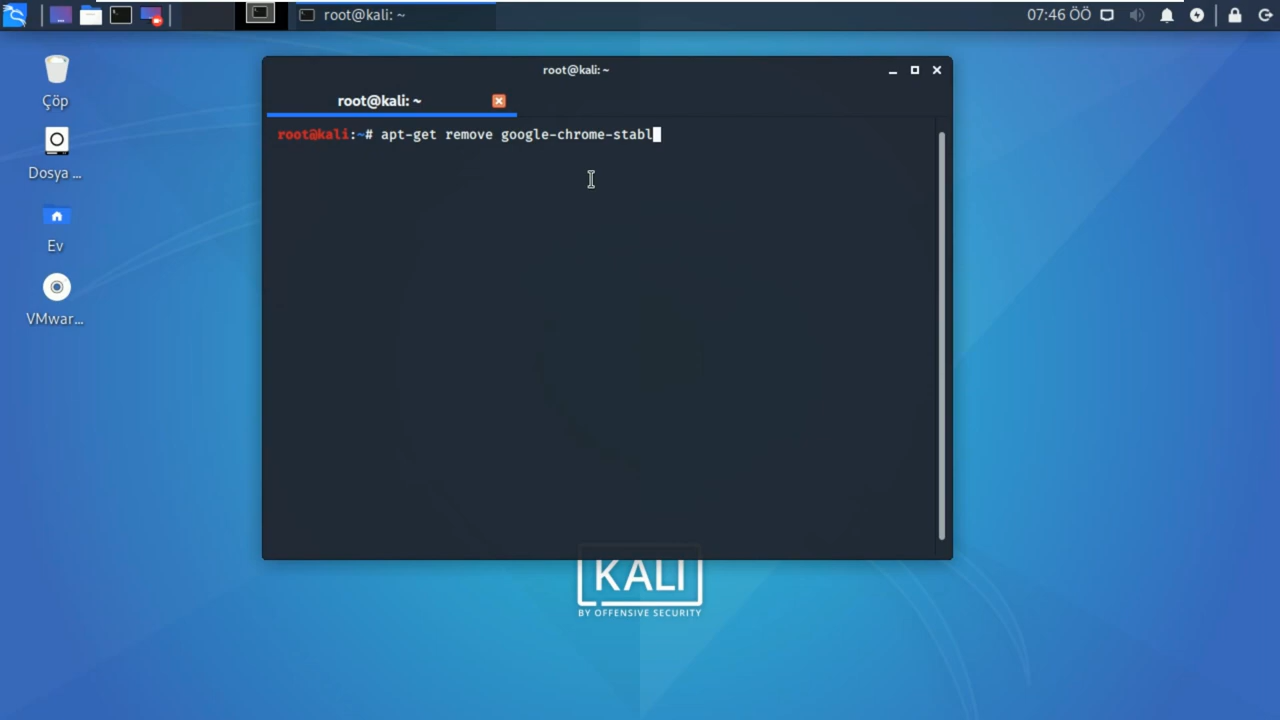 root@kali: ~
07:46 ÖÖ
Çöp
Dosya ...
Ev
VMwar...
root@kali: ~
root@kali: ~
root@kali:~# apt-get remove google-chrome-stabl
KALI
BY OFFENSIVE SECURITY